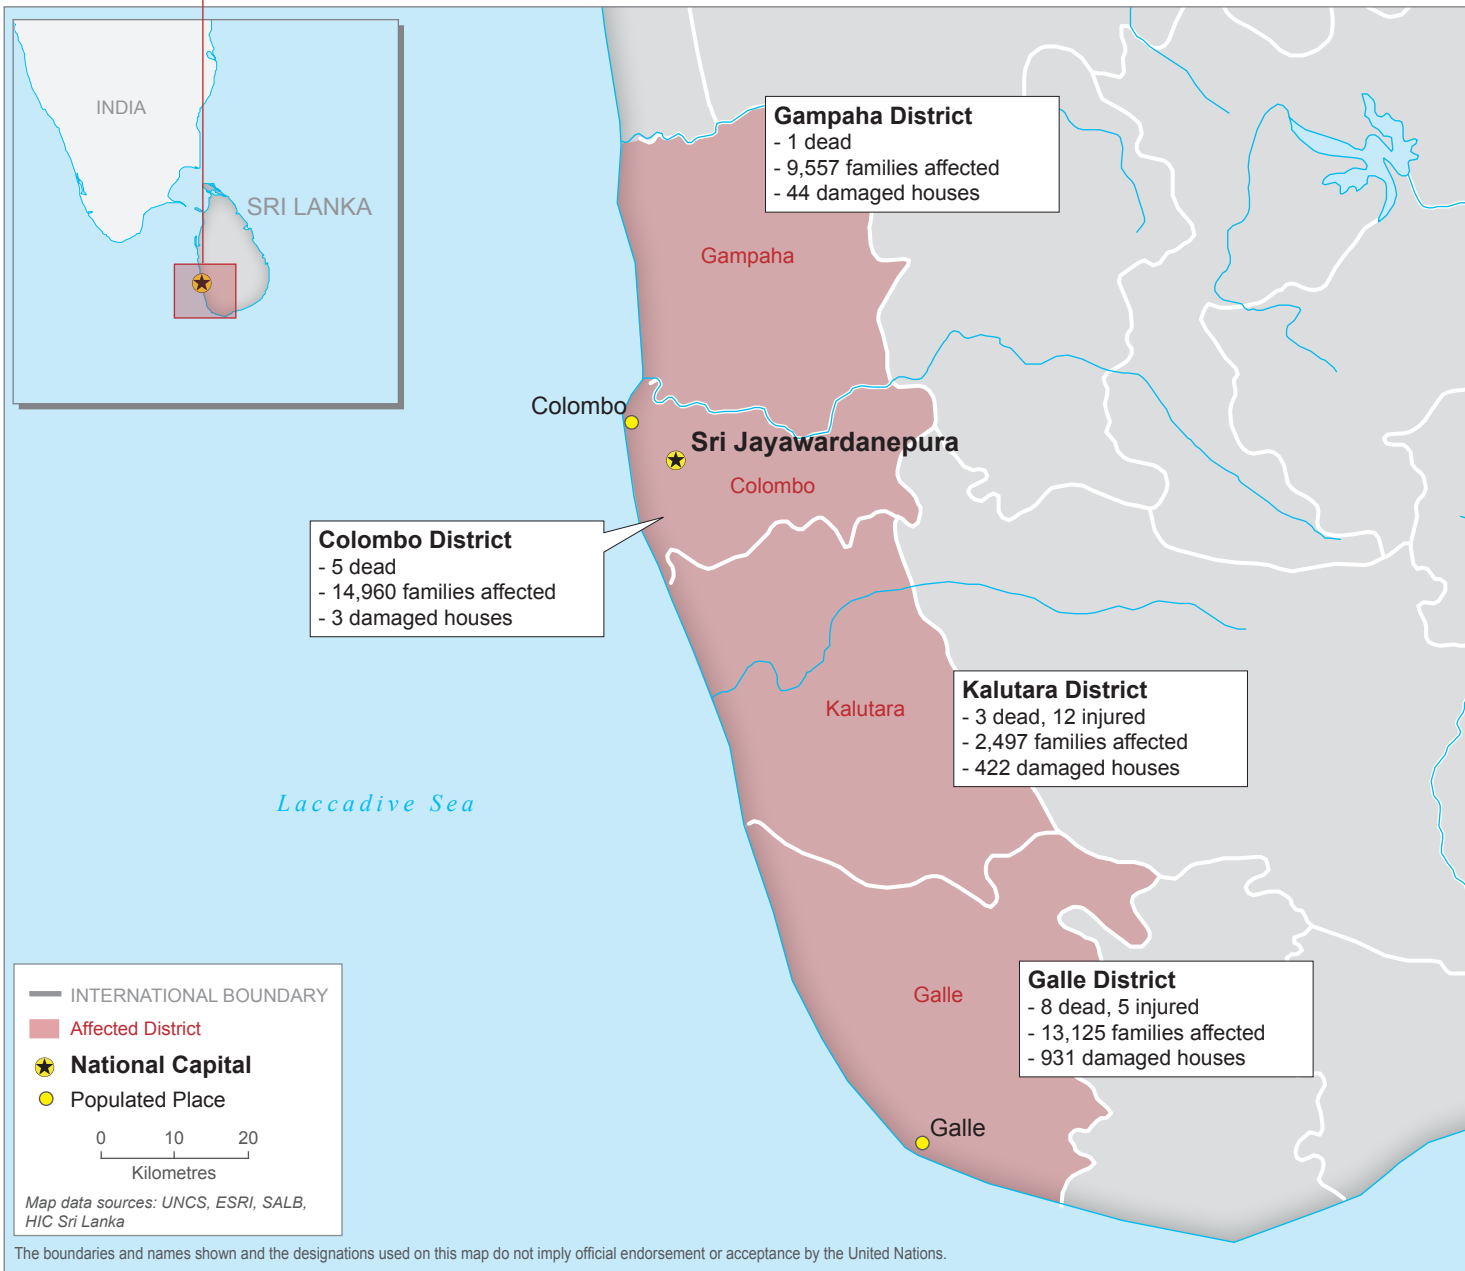 INDIA
SRI LANKA
Gampaha District
- 1 dead
- 9,557 families affected
- 44 damaged houses
Gampaha
Colombo
Sri Jayawardanepura
Colombo
Colombo District
- 5 dead
- 14,960 families affected
- 3 damaged houses
Kalutara District
- 3 dead, 12 injured
- 2,497 families affected
- 422 damaged houses
Kalutara
Laccadive Sea
Galle District
- 8 dead, 5 injured
- 13,125 families affected
- 931 damaged houses
Galle
Galle
INTERNATIONAL BOUNDARY
Affected District
National Capital
Populated Place
0 10 20
Kilometres
Map data sources: UNCS, ESRI, SALB,
HIC Sri Lanka
The boundaries and names shown and the designations used on this map do not imply official endorsement or acceptance by the United Nations.